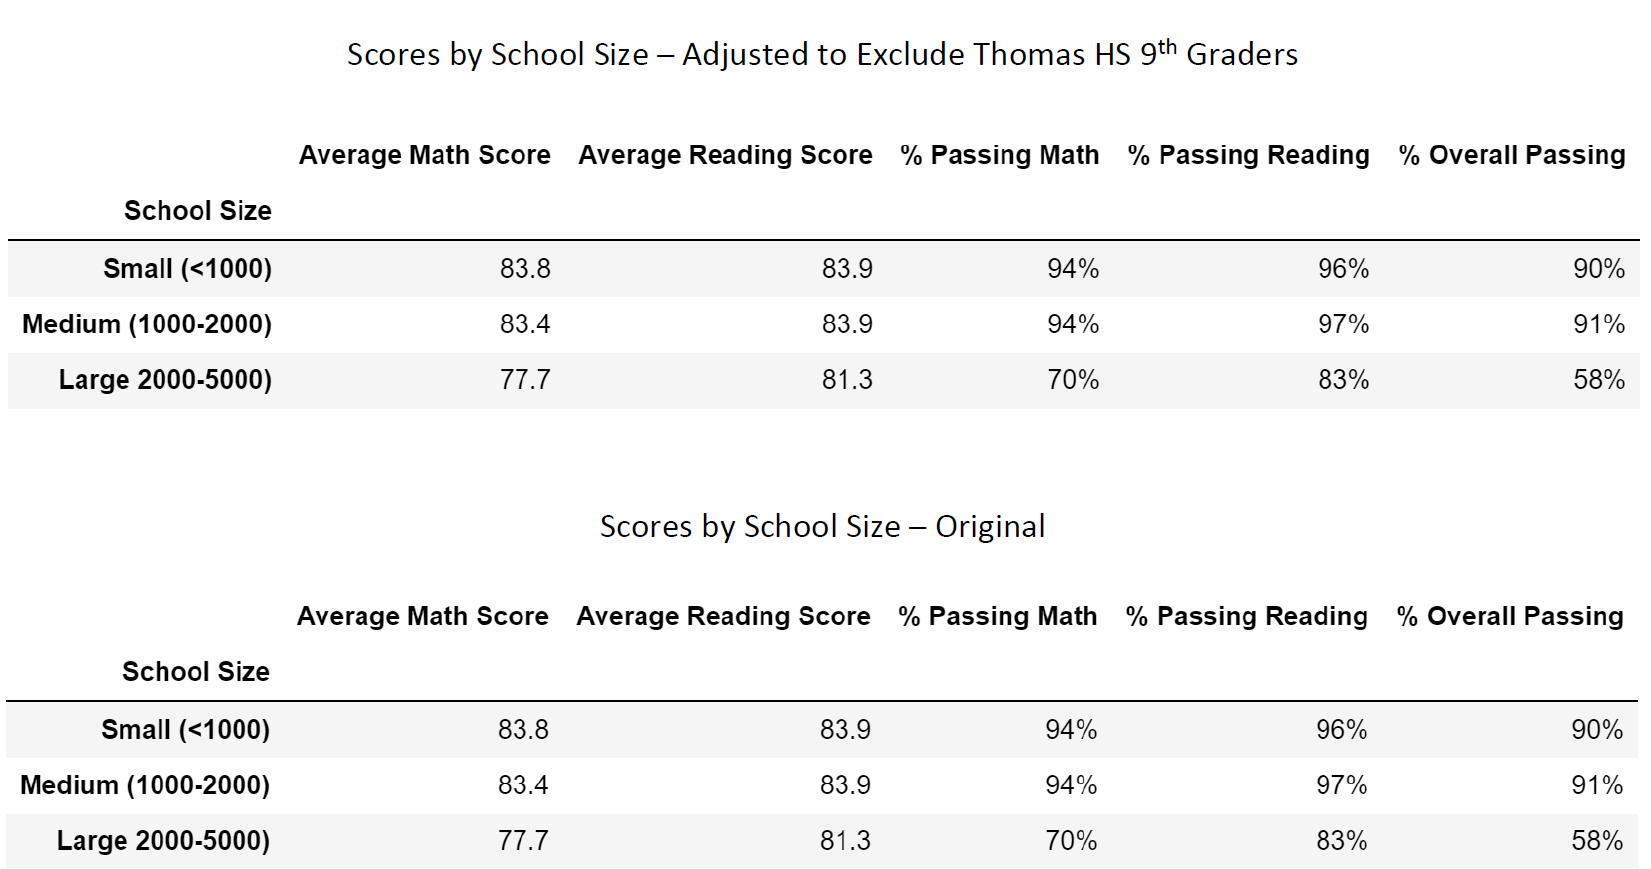 Scores by School Size – Adjusted to Exclude Thomas HS 9th Graders
Average Math Score Average Reading Score % Passing Math % Passing Reading % Overall Passing
School Size
Small (<1000) 83.8 83.9 94% 96% 90%
Medium (1000-2000) 83.4 83.9 94% 97% 91%
Large 2000-5000) 77.7 81.3 70% 83% 58%
Scores by School Size – Original
Average Math Score Average Reading Score % Passing Math % Passing Reading % Overall Passing
School Size
Small (<1000) 83.8 83.9 94% 96% 90%
Medium (1000-2000) 83.4 83.9 94% 97% 91%
Large 2000-5000) 77.7 81.3 70% 83% 58%